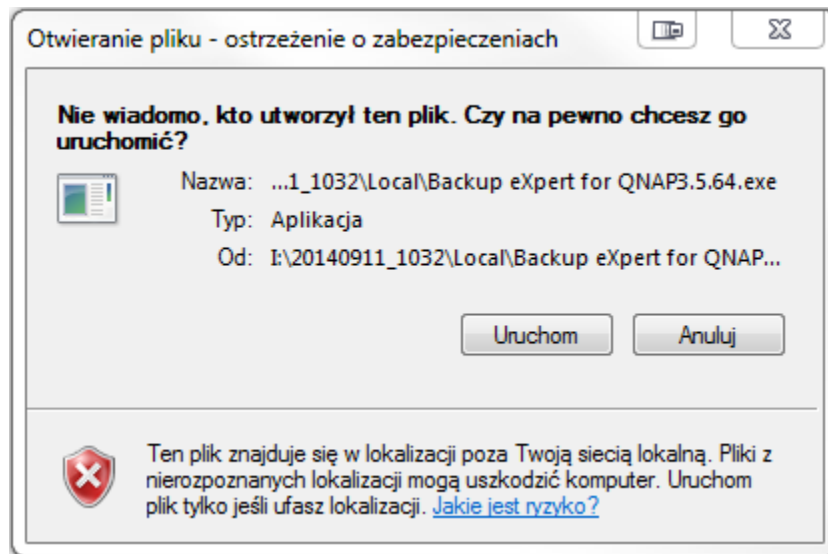 Otwieranie pliku - ostrzeżenie o zabezpieczeniach
Nie wiadomo, kto utworzył ten plik. Czy na pewno chcesz go
uruchomić?
Nazwa: ...1_1032\Local\Backup eXpert for QNAP3.5.64.exe
Typ: Aplikacja
Od: I:\20140911_1032\Local\Backup eXpert for QNAP...
Uruchom Anuluj
Ten plik znajduje się w lokalizacji poza Twoją siecią lokalną. Pliki z
nierozpoznanych lokalizacji mogą uszkodzić komputer. Uruchom
plik tylko jeśli ufasz lokalizacji. Jakie jest ryzyko?